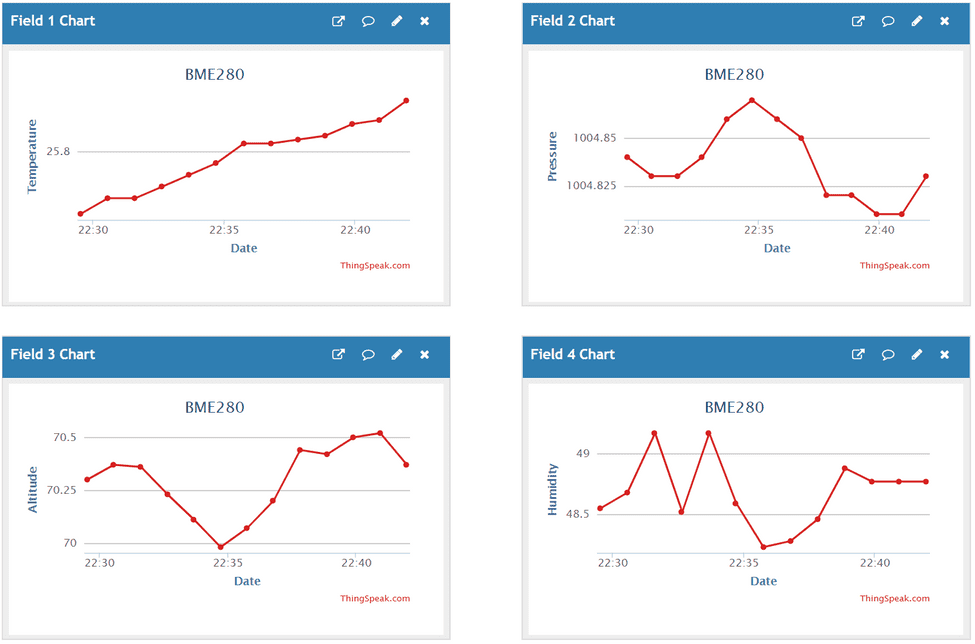 Field 1 Chart
BME280
Temperature
25.8
22:30 22:35 22:40
Date
ThingSpeak.com
Field 2 Chart
BME280
Pressure
1004.85
1004.825
22:30 22:35 22:40
Date
ThingSpeak.com
Field 3 Chart
BME280
Altitude
70.5
70.25
70
22:30 22:35 22:40
Date
ThingSpeak.com
Field 4 Chart
BME280
Humidity
49
48.5
22:30 22:35 22:40
Date
ThingSpeak.com